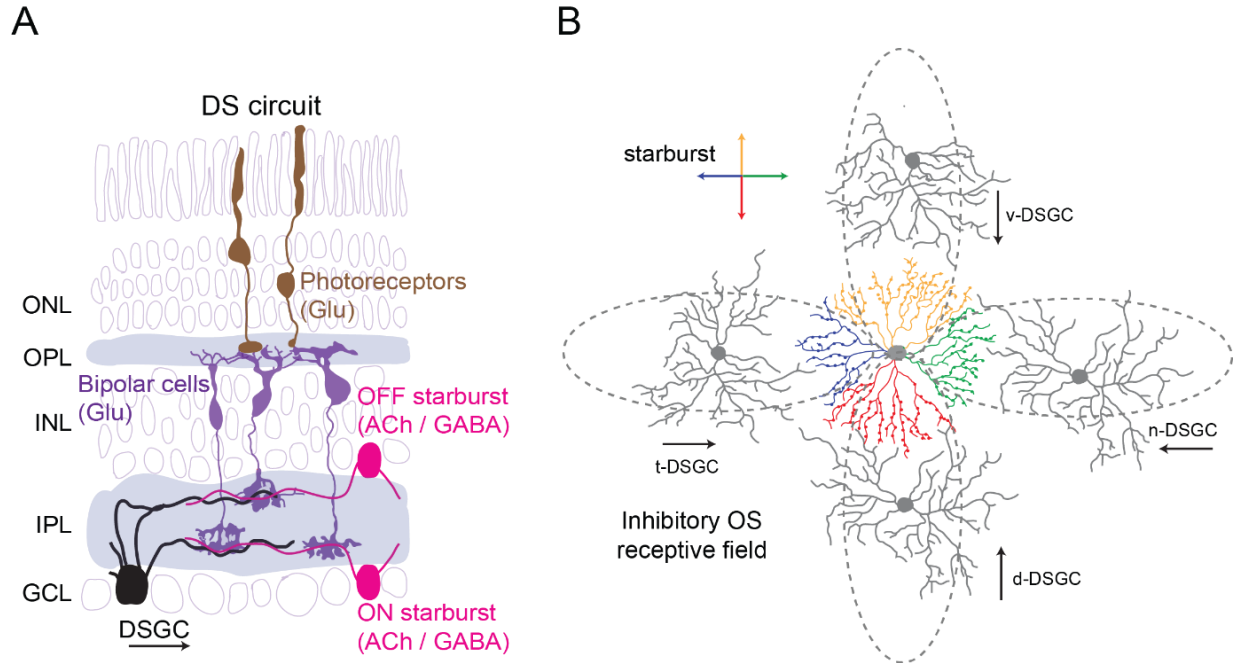 A
DS circuit
ONL
OPL
INL
IPL
GCL
Photoreceptors
(Glu)
Bipolar cells
(Glu)
OFF starburst
(ACh / GABA)
ON starburst
(ACh / GABA)
DSGC
B
starburst
v-DSGC
t-DSGC
n-DSGC
d-DSGC
Inhibitory OS
receptive field